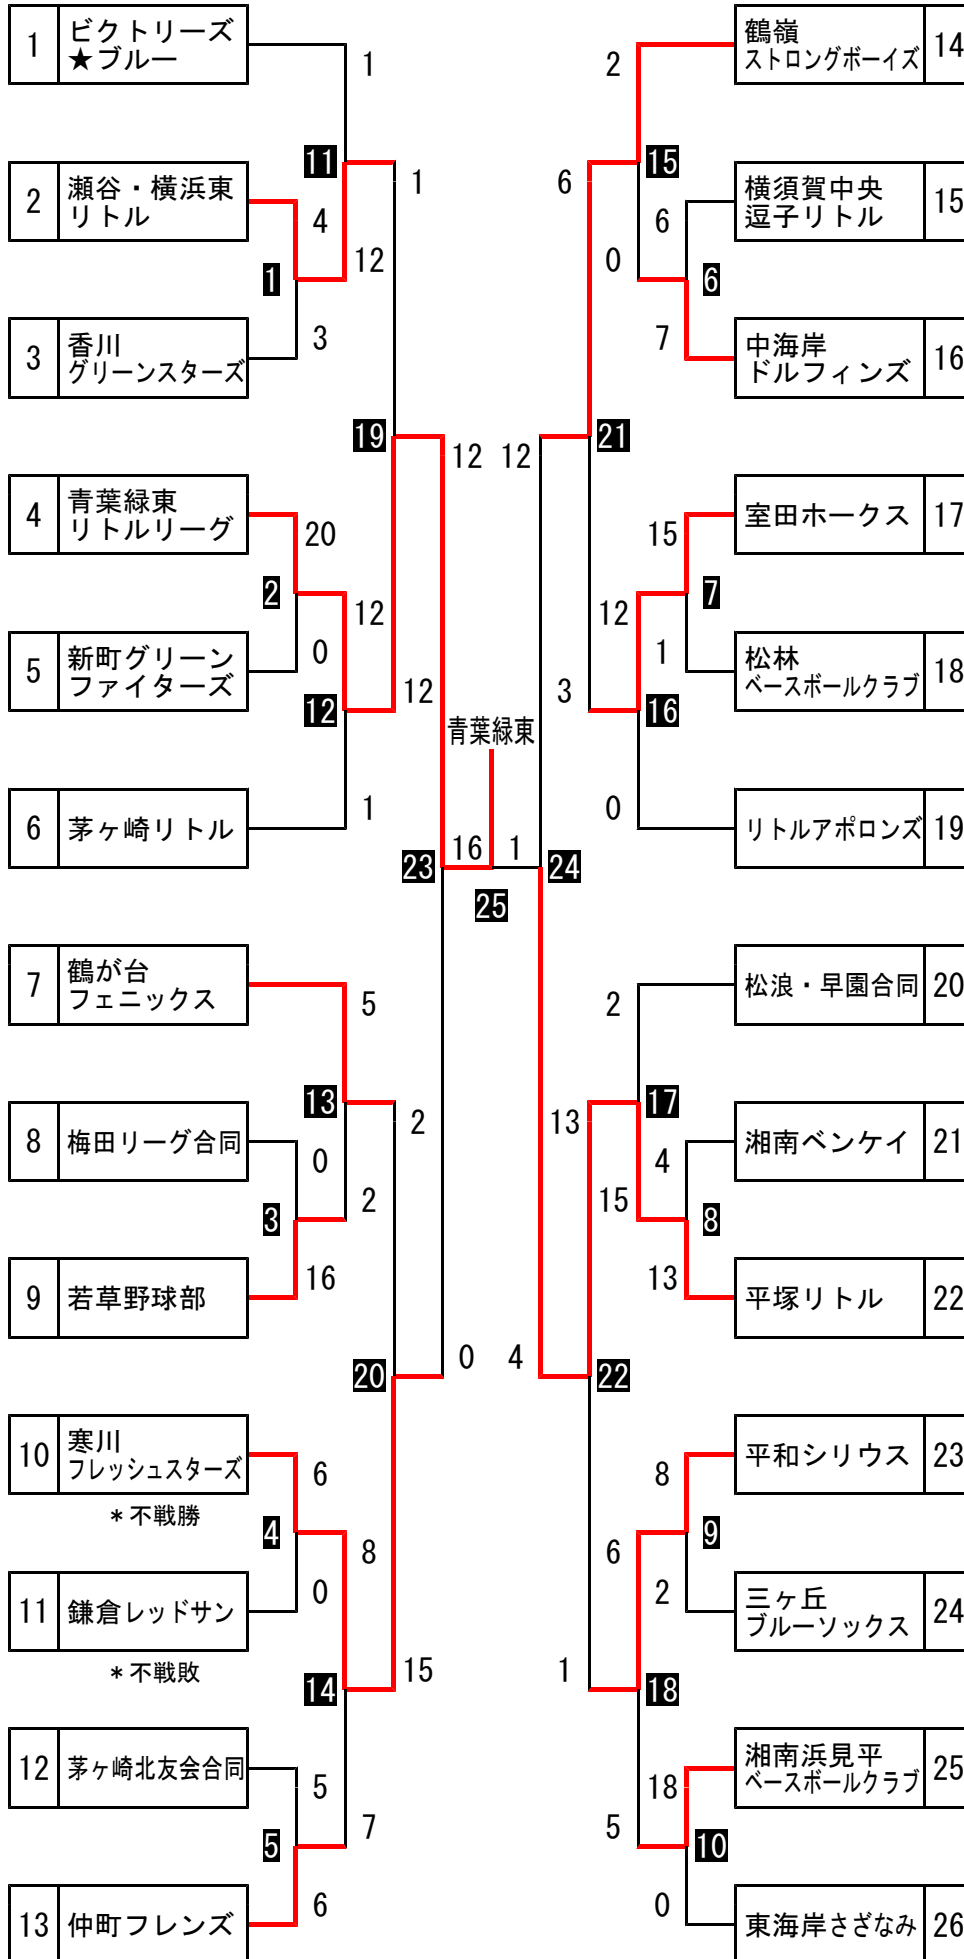 1
ビクトリーズ
★ブルー
1
11
1
2
瀬谷・横浜東
リトル
4
1
12
3
香川
グリーンスターズ
3
19
12
4
青葉緑東
リトルリーグ
20
2
12
5
新町グリーン
ファイターズ
0
12
12
6
茅ヶ崎リトル
1
青葉緑東
23
16
1
24
25
7
鶴が台
フェニックス
5
13
2
8
梅田リーグ合同
0
3
2
9
若草野球部
16
20
0
10
寒川
フレッシュスターズ
6
*不戦勝
4
8
11
鎌倉レッドサン
0
*不戦敗
14
15
12
茅ヶ崎北友会合同
5
5
7
13
仲町フレンズ
6
2
鶴嶺
ストロングボーイズ
14
15
6
6
横須賀中央
逗子リトル
15
0
6
7
中海岸
ドルフィンズ
16
12
21
15
室田ホークス
17
7
12
1
松林
ベースボールクラブ
18
3
16
0
リトルアポロンズ
19
2
松浪・早園合同
20
17
13
4
湘南ベンケイ
21
15
8
13
平塚リトル
22
4
22
8
平和シリウス
23
9
6
2
三ヶ丘
ブルーソックス
24
1
18
18
湘南浜見平
ベースボールクラブ
25
5
10
0
東海岸さざなみ
26